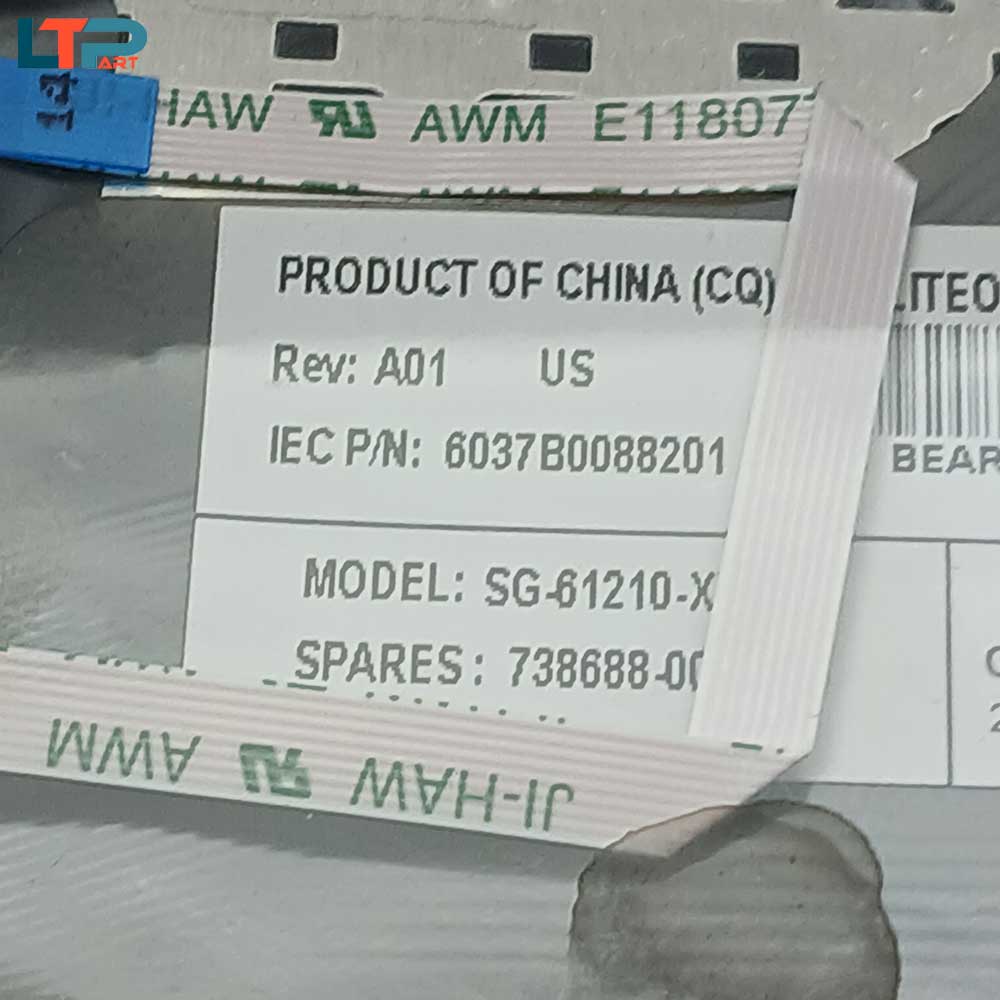 LTP
PART
HAW AWM E11807
PRODUCT OF CHINA (CQ)
LITEO
Rev: A01 US
IEC P/N: 6037B0088201
BEAR
MODEL: SG-61210-X
SPARES: 738688-00
JI-HAW AWM